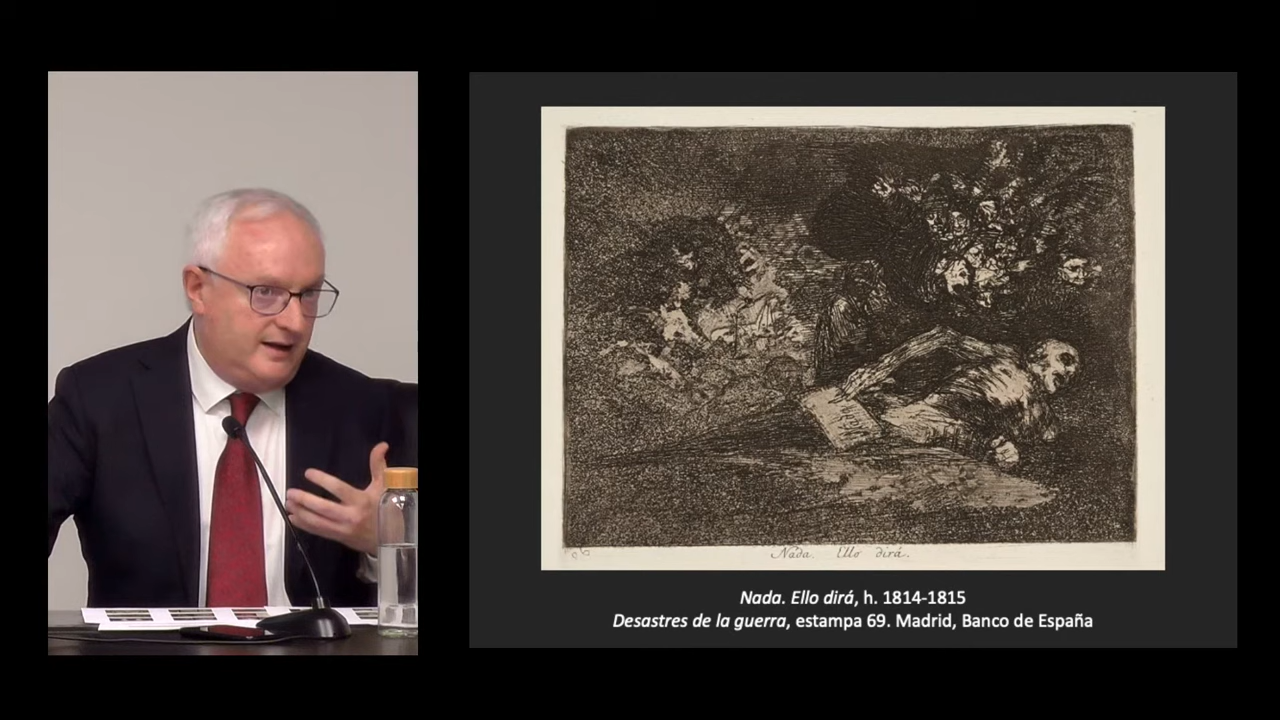 Nada. Ello dirá.
Nada. Ello dirá, h. 1814-1815
Desastres de la guerra, estampa 69. Madrid, Banco de España